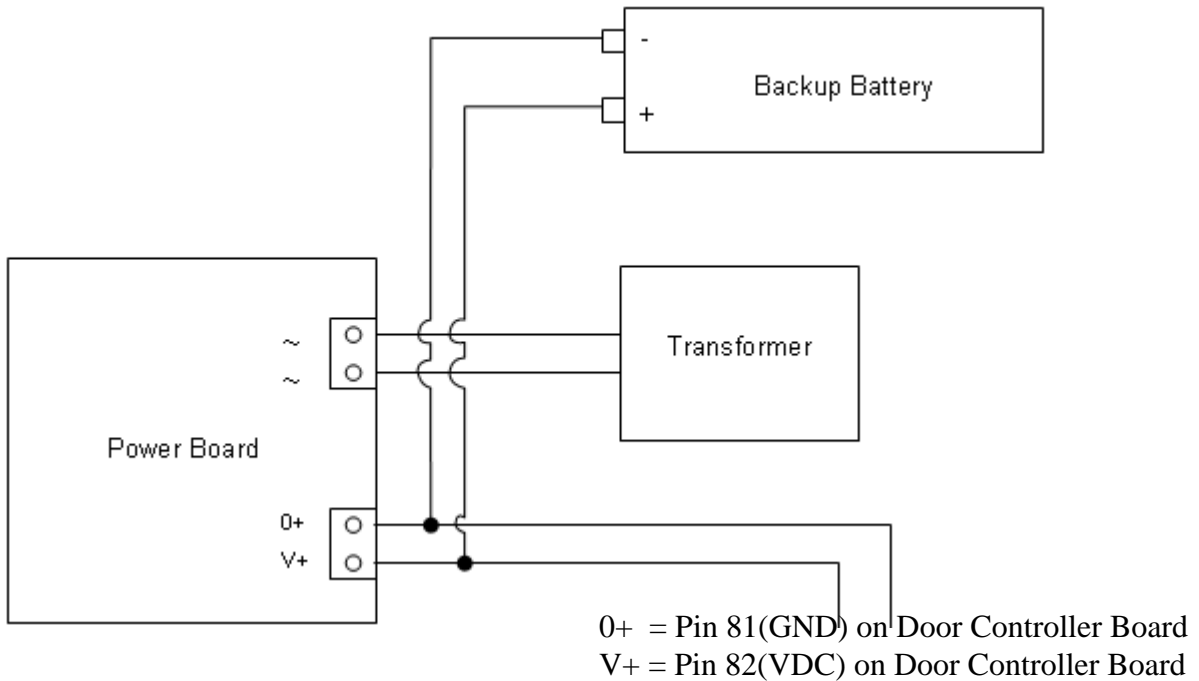 -
Backup Battery
+
Transformer
~
~
Power Board
0+
V+
0+ = Pin 81(GND) on Door Controller Board
V+ = Pin 82(VDC) on Door Controller Board